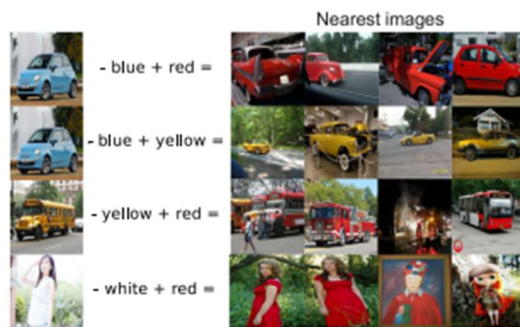 Nearest images
- blue + red =
- blue + yellow =
- yellow + red =
- white + red =